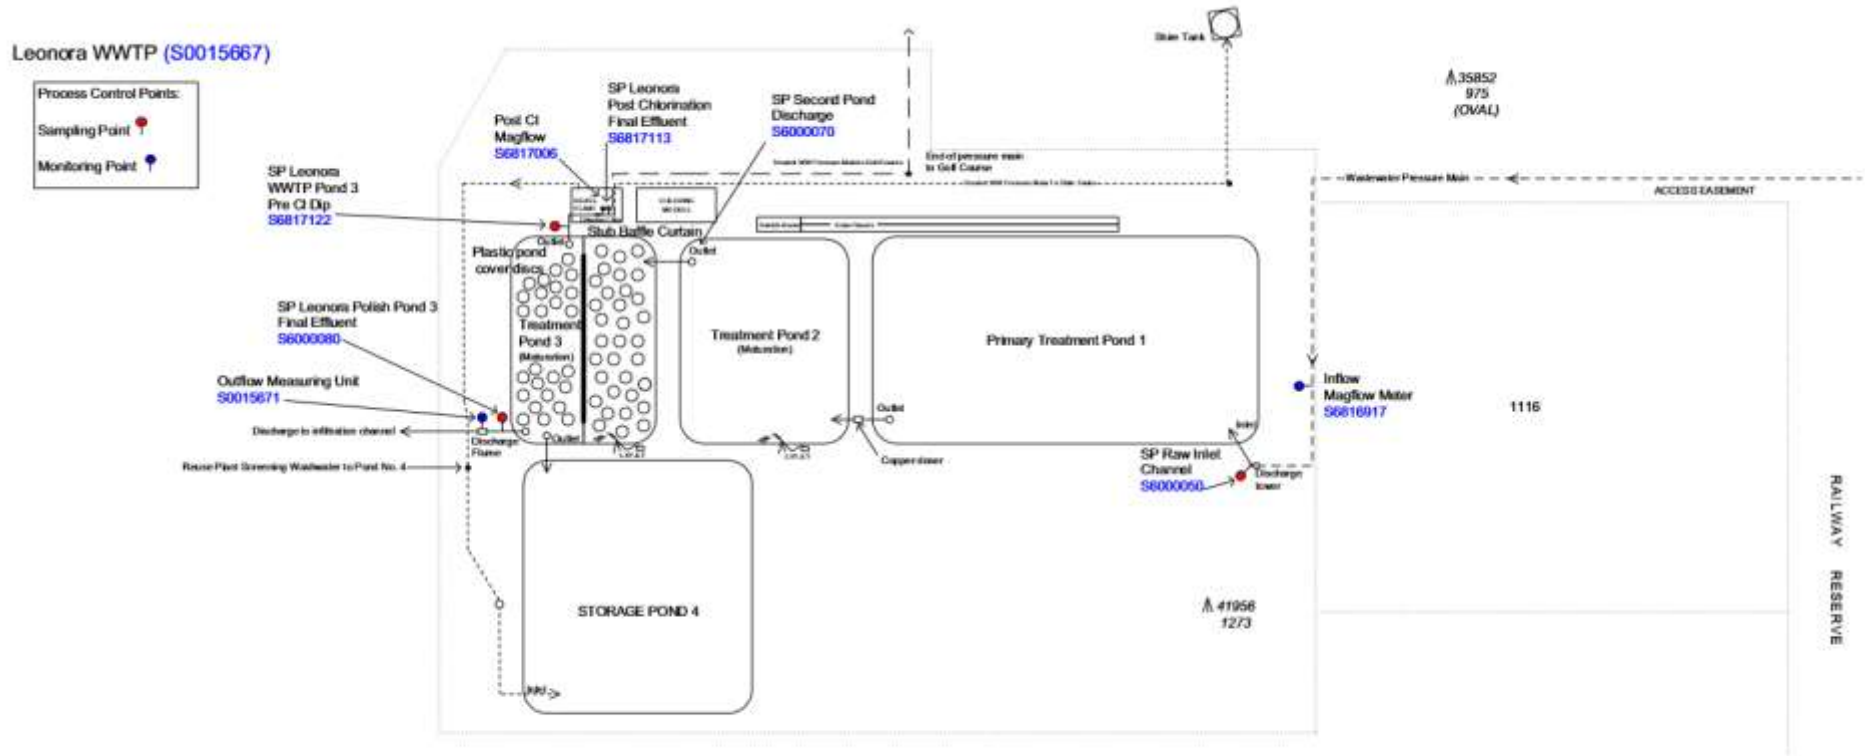 Leonora WWTP (S0015667)
Process Control Points:
Sampling Point
Monitoring Point
SP Leonora
WWTP Pond 3
Pre Cl Dip
S6817122
Post Cl
Magflow
S6817006
SP Leonora
Post Chlorination
Final Effluent
S6817113
SP Second Pond
Discharge
S6000070
Shire Tank
35852
975
(OVAL)
End of pressure main
to Golf Course
Wastewater Pressure Main
ACCESS EASEMENT
Stub Baffle Curtain
Outlet
Plastic pond
cover discs
Outlet
SP Leonora Polish Pond 3
Final Effluent
S6000080
Treatment
Pond 3
(Maturation)
Treatment Pond 2
(Maturation)
Primary Treatment Pond 1
Outflow Measuring Unit
S0015671
Inflow
Magflow Meter
S6816917
1116
Outlet
Discharge to infiltration channel
Discharge
Flume
Outlet
Inlet
Reuse Plant Screening Washwater to Pond No. 4
Copper doser
SP Raw Inlet
Channel
S6000050
Discharge
tower
STORAGE POND 4
41956
1273
Inlet
RAILWAY RESERVE